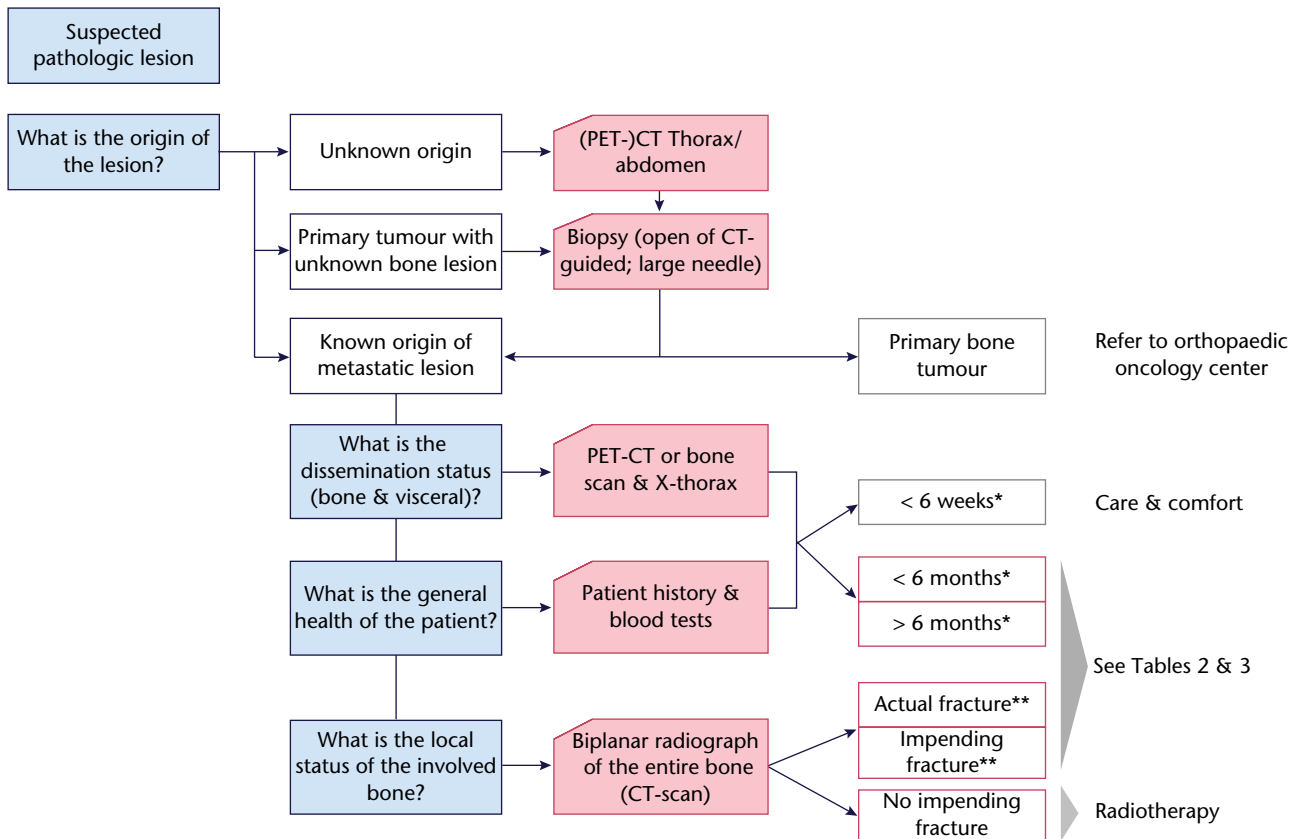 Suspected
pathologic lesion
What is the origin of
the lesion?
Unknown origin
(PET-)CT Thorax/
abdomen
Primary tumour with
unknown bone lesion
Biopsy (open of CT-
guided; large needle)
Known origin of
metastatic lesion
Primary bone
tumour
Refer to orthopaedic
oncology center
What is the
dissemination status
(bone & visceral)?
PET-CT or bone
scan & X-thorax
< 6 weeks*
Care & comfort
What is the general
health of the patient?
Patient history &
blood tests
< 6 months*
> 6 months*
See Tables 2 & 3
What is the local
status of the involved
bone?
Biplanar radiograph
of the entire bone
(CT-scan)
Actual fracture**
Impending
fracture**
No impending
fracture
Radiotherapy